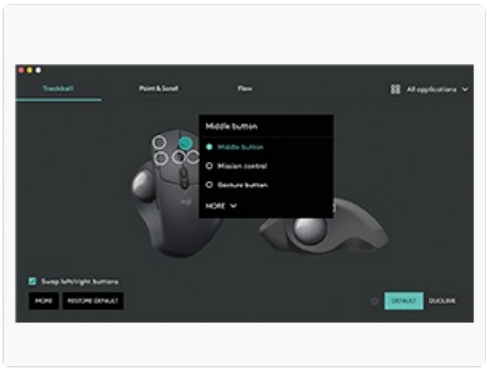 Trackball
Point & Scroll
Flow
All applications
Middle button
Middle button
Mission control
Gesture button
MORE
logi
Swap left/right buttons
MORE
RESTORE DEFAULT
DEFAULT
DUOLINK